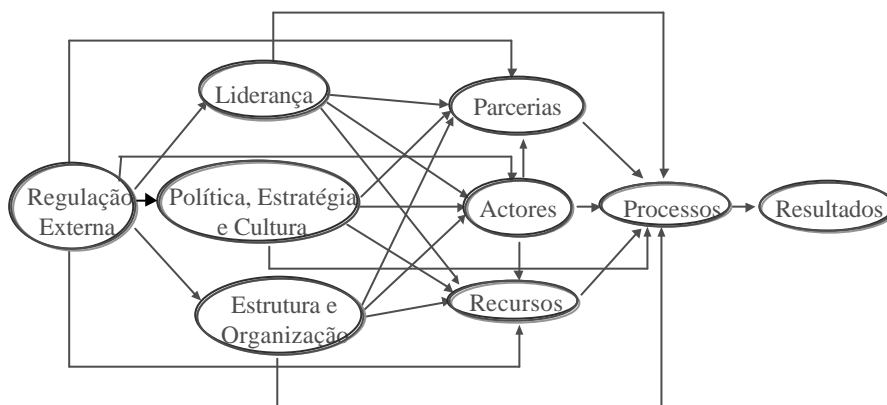 Liderança
Parcerias
Regulação
Externa
Política, Estratégia
e Cultura
Actores
Processos
Resultados
Estrutura e
Organização
Recursos